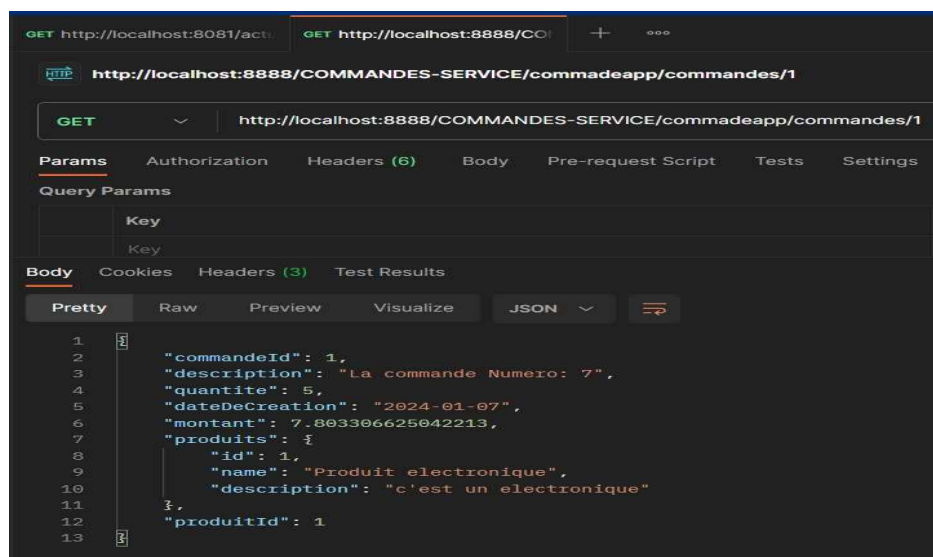 GET http://localhost:8081/actu GET http://localhost:8888/CO + ooo
HTTP http://localhost:8888/COMMANDES-SERVICE/commadeapp/commandes/1
GET http://localhost:8888/COMMANDES-SERVICE/commadeapp/commandes/1
Params Authorization Headers (6) Body Pre-request Script Tests Settings
Query Params
Key
Key
Body Cookies Headers (3) Test Results
Pretty Raw Preview Visualize JSON
1 {
2 "commandeId": 1,
3 "description": "La commande Numero: 7",
4 "quantite": 5,
5 "dateDeCreation": "2024-01-07",
6 "montant": 7.803306625042213,
7 "produits": {
8 "id": 1,
9 "name": "Produit electronique",
10 "description": "c'est un electronique"
11 },
12 "produitId": 1
13 }